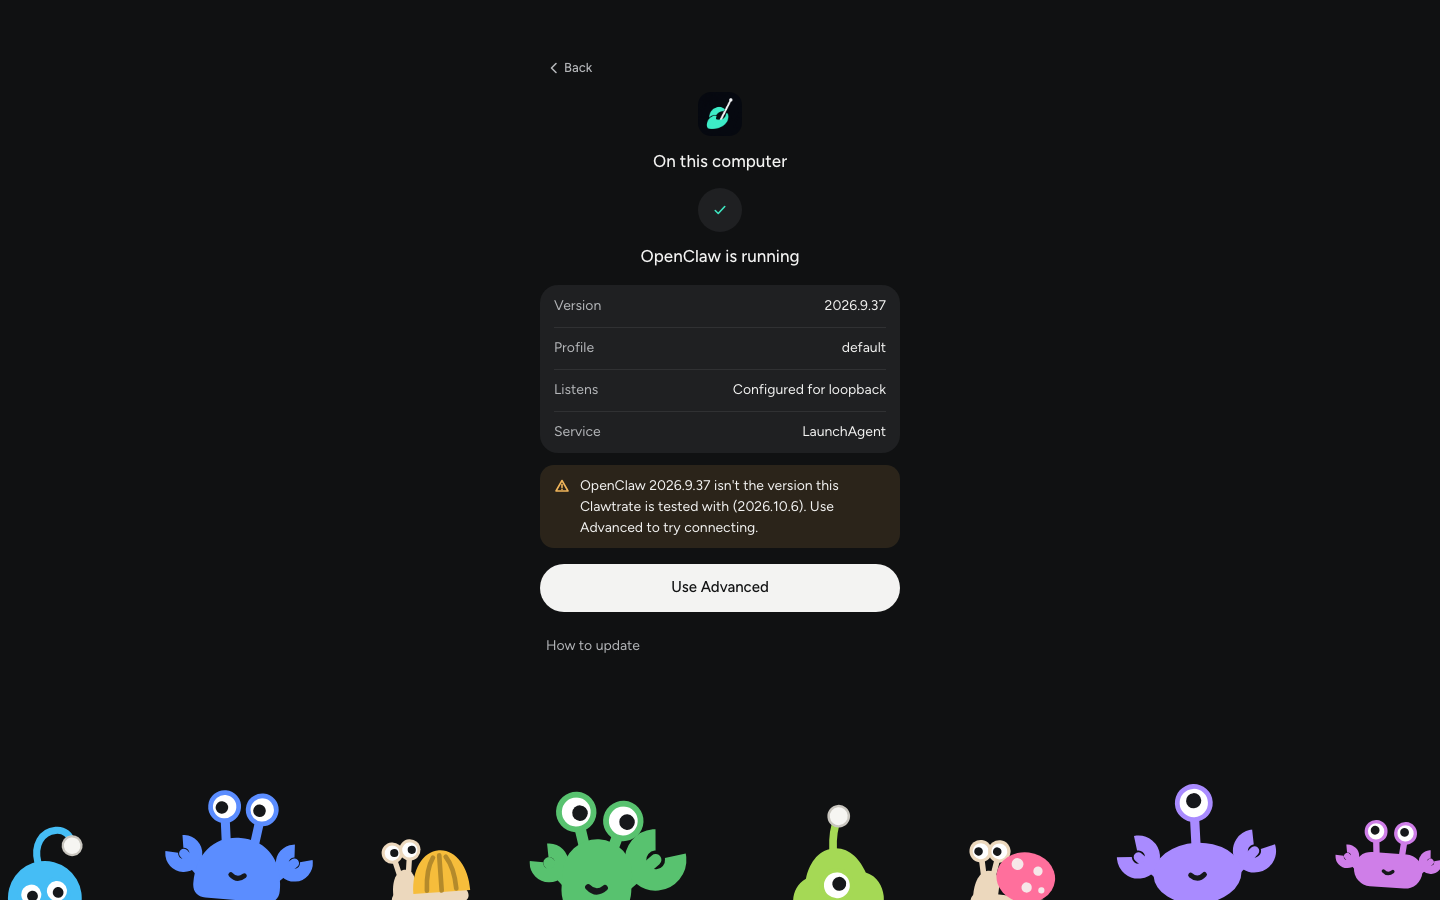 Back
On this computer
OpenClaw is running
Version 2026.9.37
Profile default
Listens Configured for loopback
Service LaunchAgent
OpenClaw 2026.9.37 isn't the version this
Clawtrate is tested with (2026.10.6). Use
Advanced to try connecting.
Use Advanced
How to update